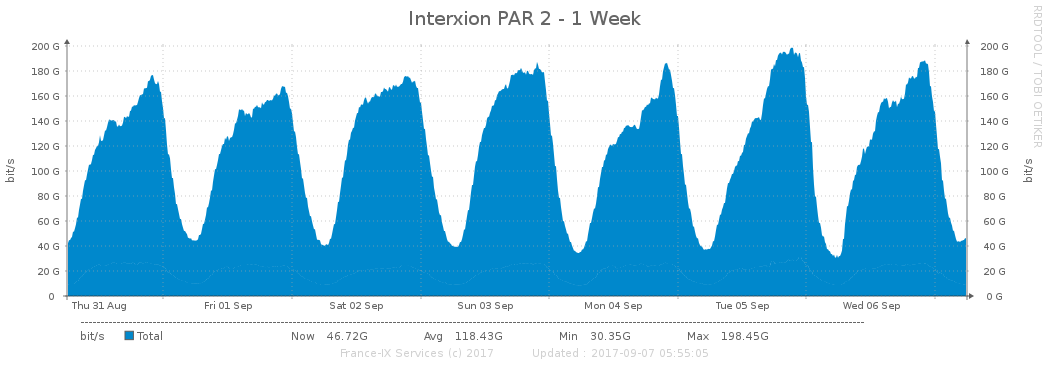 Interxion PAR 2 - 1 Week
RRDTOOL / TOBI OETIKER
bit/s
200 G 200 G
180 G 180 G
160 G 160 G
140 G 140 G
120 G 120 G
100 G 100 G
80 G 80 G
60 G 60 G
40 G 40 G
20 G 20 G
0 0 G
bit/s
Thu 31 Aug Fri 01 Sep Sat 02 Sep Sun 03 Sep Mon 04 Sep Tue 05 Sep Wed 06 Sep
bit/s Total Now 46.72G Avg 118.43G Min 30.35G Max 198.45G
France-IX Services (c) 2017 Updated : 2017-09-07 05:55:05